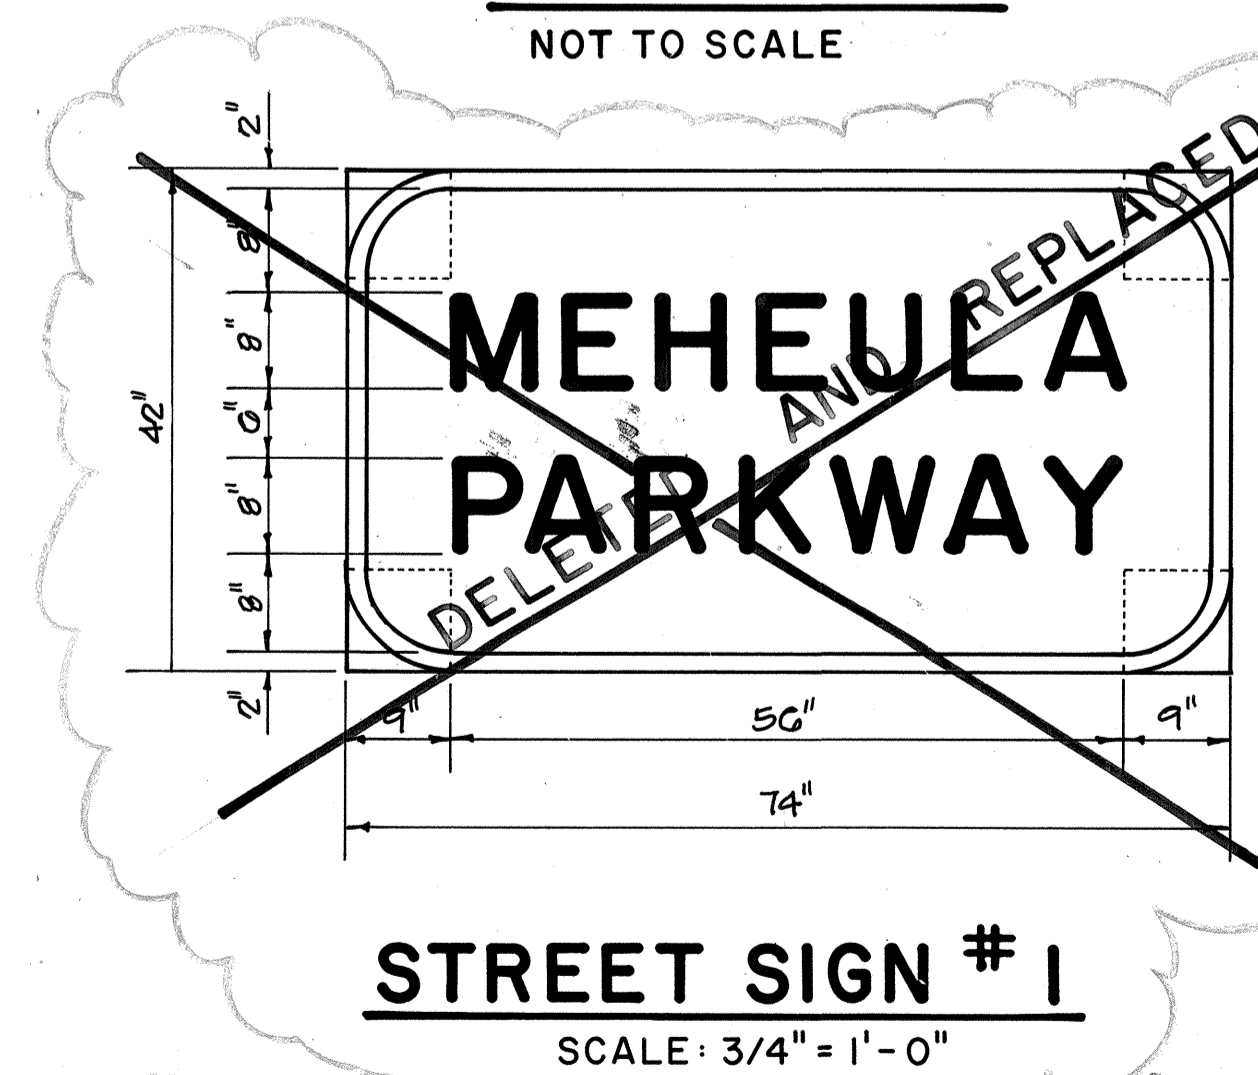 NOT TO SCALE
2"
8"
8"
6"
8"
8"
2"
42"
MEHEULA
PARKWAY
DELETED AND REPLACED
9" 56" 9"
74"
STREET SIGN # 1
SCALE: 3/4" = 1'-0"